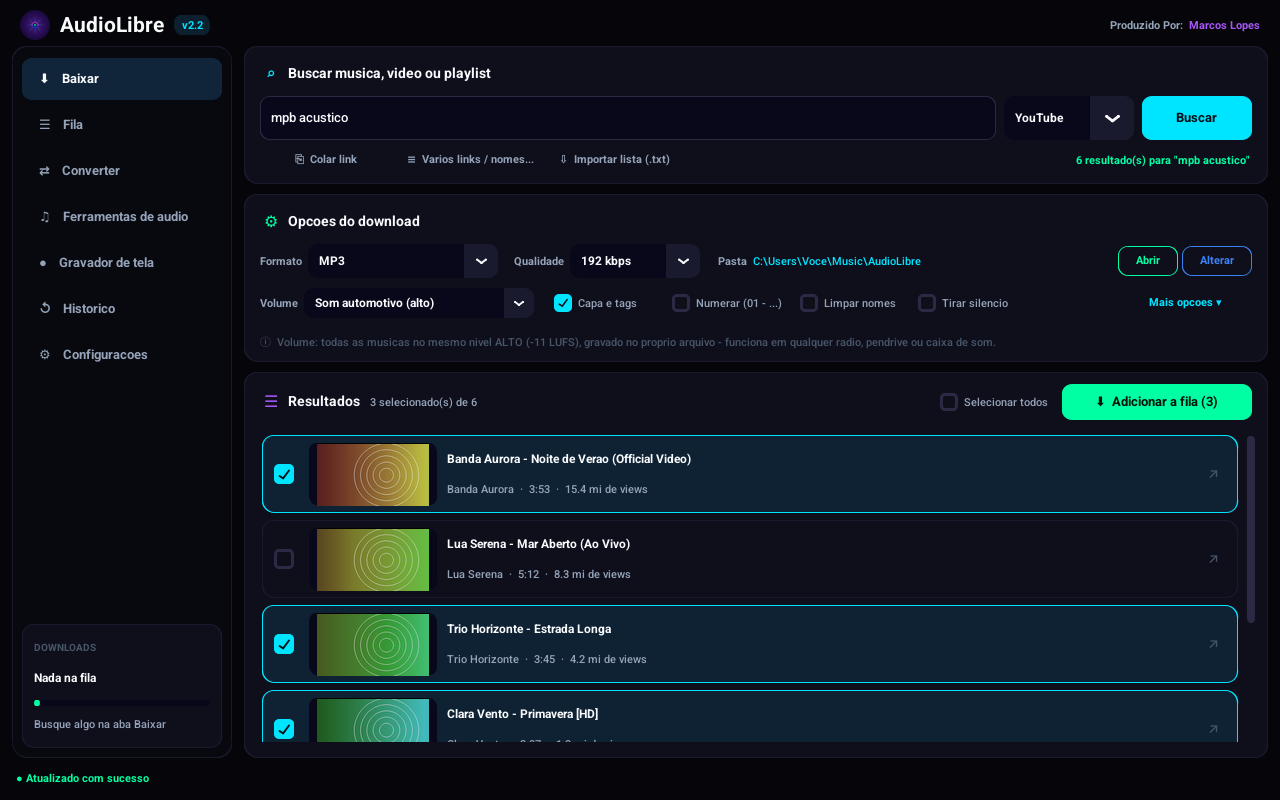 AudioLibre v2.2
Produzido Por: Marcos Lopes
Baixar
Fila
Converter
Ferramentas de audio
Gravador de tela
Historico
Configuracoes
DOWNLOADS
Nada na fila
Busque algo na aba Baixar
Buscar musica, video ou playlist
mpb acustico YouTube Buscar
Colar link Varios links / nomes... Importar lista (.txt) 6 resultado(s) para "mpb acustico"
Opcoes do download
Formato MP3 Qualidade 192 kbps Pasta C:\Users\Voce\Music\AudioLibre Abrir Alterar
Volume Som automotivo (alto) Capa e tags Numerar (01 - ...) Limpar nomes Tirar silencio Mais opcoes ▾
Volume: todas as musicas no mesmo nivel ALTO (-11 LUFS), gravado no proprio arquivo - funciona em qualquer radio, pendrive ou caixa de som.
Resultados 3 selecionado(s) de 6 Selecionar todos Adicionar a fila (3)
Banda Aurora - Noite de Verao (Official Video)
Banda Aurora · 3:53 · 15.4 mi de views
Lua Serena - Mar Aberto (Ao Vivo)
Lua Serena · 5:12 · 8.3 mi de views
Trio Horizonte - Estrada Longa
Trio Horizonte · 3:45 · 4.2 mi de views
Clara Vento - Primavera [HD]
Atualizado com sucesso